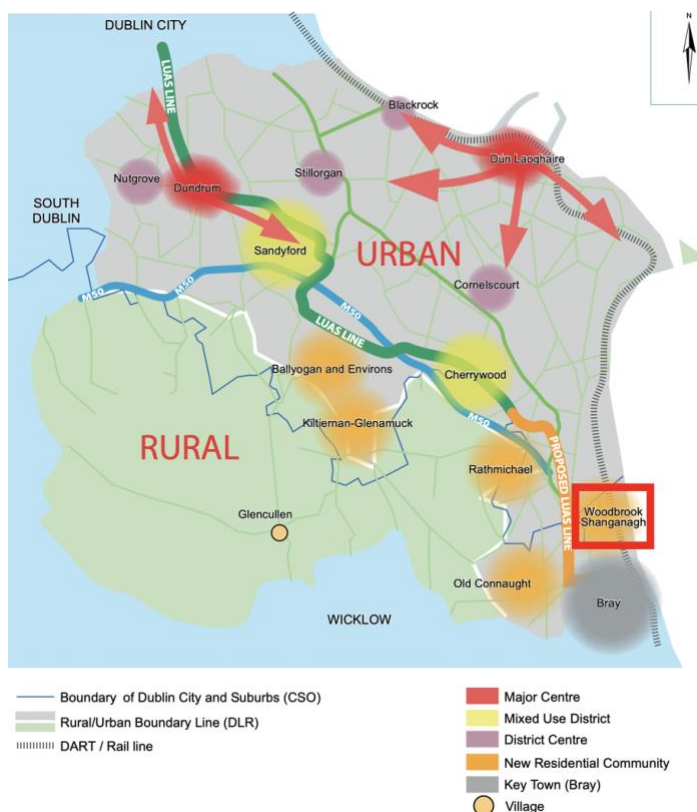 DUBLIN CITY
N
LUAS LINE
Blackrock
Dún Laoghaire
Nutgrove
Dundrum
Stillorgan
SOUTH
DUBLIN
Sandyford
URBAN
Cornelscourt
M50
M50
M50
LUAS LINE
Ballyogan and Environs
Cherrywood
Kiltiernan-Glenamuck
M50
RURAL
Rathmichael
PROPOSED LUAS LINE
Glencullen
Woodbrook
-Shanganagh
Old Connaught
Bray
WICKLOW
Boundary of Dublin City and Suburbs (CSO)
Rural/Urban Boundary Line (DLR)
DART / Rail line
Major Centre
Mixed Use District
District Centre
New Residential Community
Key Town (Bray)
Village